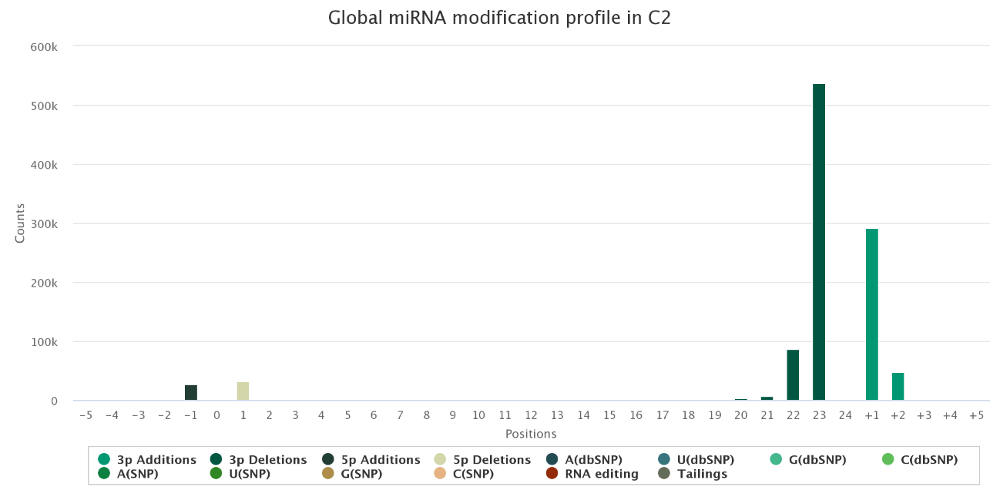 Global miRNA modification profile in C2
600k
500k
400k
300k
200k
100k
0
Counts
−5 −4 −3 −2 −1 0 1 2 3 4 5 6 7 8 9 10 11 12 13 14 15 16 17 18 19 20 21 22 23 24 +1 +2 +3 +4 +5
Positions
3p Additions 3p Deletions 5p Additions 5p Deletions A(dbSNP) U(dbSNP) G(dbSNP) C(dbSNP)
A(SNP) U(SNP) G(SNP) C(SNP) RNA editing Tailings